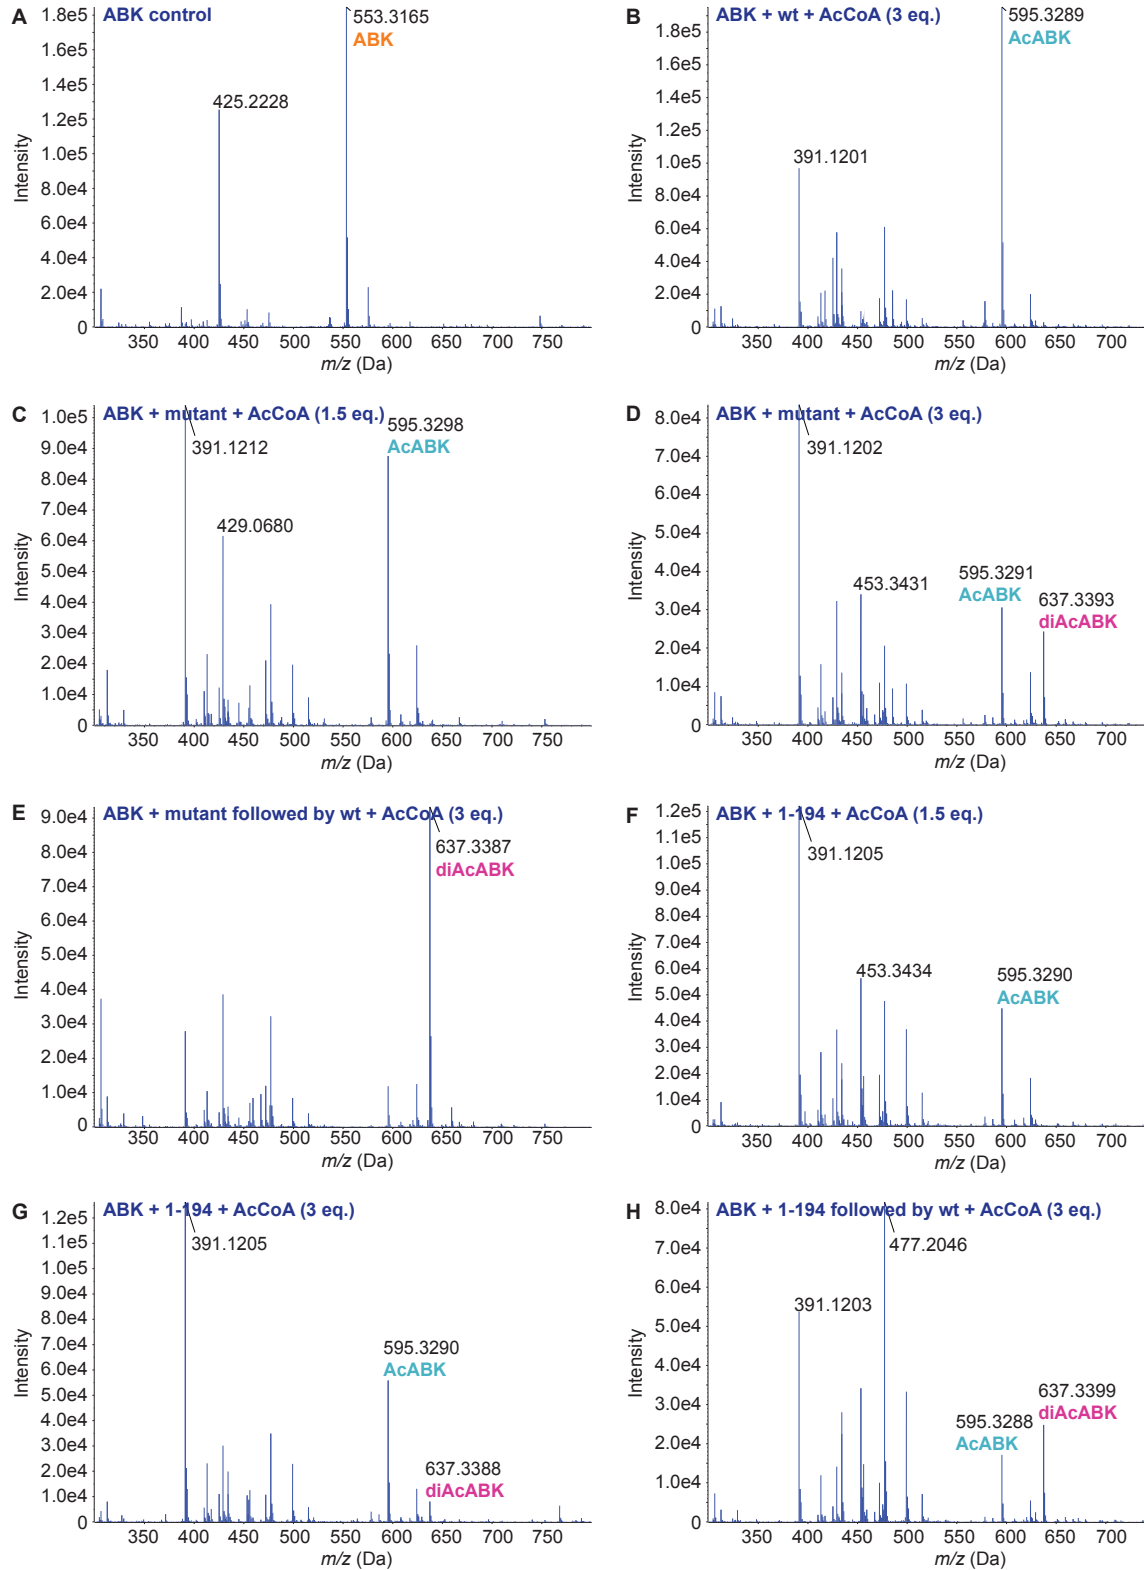 A ABK control
1.8e5
1.6e5
1.4e5
1.2e5
1.0e5
8.0e4
6.0e4
4.0e4
2.0e4
0
Intensity
553.3165
ABK
425.2228
350 400 450 500 550 600 650 700 750
m/z (Da)
B ABK + wt + AcCoA (3 eq.)
1.8e5
1.6e5
1.4e5
1.2e5
1.0e5
8.0e4
6.0e4
4.0e4
2.0e4
0
Intensity
595.3289
AcABK
391.1201
350 400 450 500 550 600 650 700
m/z (Da)
C ABK + mutant + AcCoA (1.5 eq.)
1.0e5
9.0e4
8.0e4
7.0e4
6.0e4
5.0e4
4.0e4
3.0e4
2.0e4
1.0e4
0
Intensity
391.1212
429.0680
595.3298
AcABK
350 400 450 500 550 600 650 700 750
m/z (Da)
D ABK + mutant + AcCoA (3 eq.)
8.0e4
7.0e4
6.0e4
5.0e4
4.0e4
3.0e4
2.0e4
1.0e4
0
Intensity
391.1202
453.3431
595.3291
AcABK
637.3393
diAcABK
350 400 450 500 550 600 650 700
m/z (Da)
E ABK + mutant followed by wt + AcCoA (3 eq.)
9.0e4
8.0e4
7.0e4
6.0e4
5.0e4
4.0e4
3.0e4
2.0e4
1.0e4
0
Intensity
637.3387
diAcABK
350 400 450 500 550 600 650 700 750
m/z (Da)
F ABK + 1-194 + AcCoA (1.5 eq.)
1.2e5
1.1e5
1.0e5
9.0e4
8.0e4
7.0e4
6.0e4
5.0e4
4.0e4
3.0e4
2.0e4
1.0e4
0
Intensity
391.1205
453.3434
595.3290
AcABK
350 400 450 500 550 600 650 700
m/z (Da)
G ABK + 1-194 + AcCoA (3 eq.)
1.2e5
1.1e5
1.0e5
9.0e4
8.0e4
7.0e4
6.0e4
5.0e4
4.0e4
3.0e4
2.0e4
1.0e4
0
Intensity
391.1205
595.3290
AcABK
637.3388
diAcABK
350 400 450 500 550 600 650 700 750
m/z (Da)
H ABK + 1-194 followed by wt + AcCoA (3 eq.)
8.0e4
7.0e4
6.0e4
5.0e4
4.0e4
3.0e4
2.0e4
1.0e4
0
Intensity
477.2046
391.1203
595.3288
AcABK
637.3399
diAcABK
350 400 450 500 550 600 650 700
m/z (Da)